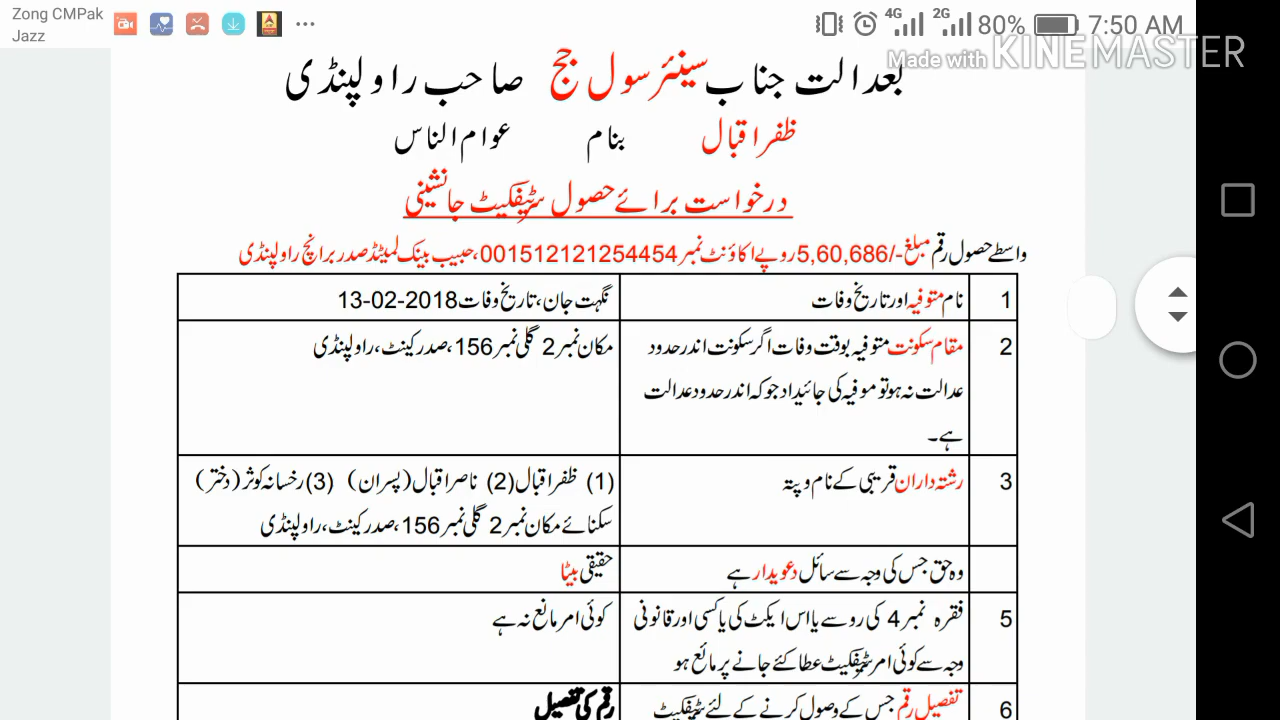 Zong CMPak
Jazz
4G 2G 80% 7:50 AM
Made with KINEMASTER
بعدالت جناب سینئر سول جج صاحب راولپنڈی
ظفر اقبال بنام عوام الناس
درخواست برائے حصول سرٹیفکیٹ جانشینی
واسطے حصول رقم مبلغ -/5,60,686 روپے اکاؤنٹ نمبر 001512121254454، حبیب بینک لمیٹڈ صدر برانچ راولپنڈی
1 نام متوفیہ اور تاریخ وفات نگہت جان، تاریخ وفات 13-02-2018
2 مقام سکونت متوفیہ بوقت وفات اگر سکونت اندر حدود مکان نمبر 2 گلی نمبر 156، صدر کینٹ، راولپنڈی
عدالت نہ ہو تو موفیہ کی جائیداد جو کہ اندر حدود عدالت
ہے۔
3 رشتہ داران قریبی کے نام و پتہ (1) ظفر اقبال (2) ناصر اقبال (پسران) (3) رخسانہ کوثر (دختر)
سکنائے مکان نمبر 2 گلی نمبر 156، صدر کینٹ، راولپنڈی
وہ حق جس کی وجہ سے سائل دعویدار ہے حقیقی بیٹا
5 فقرہ نمبر 4 کی رو سے یا اس ایکٹ کی یا کسی اور قانونی کوئی امر مانع نہ ہے
وجہ سے کوئی امر سرٹیفکیٹ عطا کئے جانے پر مائع ہو
6 تفصیل رقم جس کے وصول کرنے کے لئے سرٹیفکیٹ رقم کی تفصیل